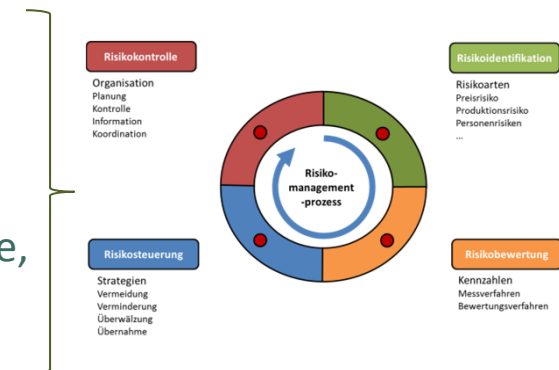 Risikokontrolle
Organisation
Planung
Kontrolle
Information
Koordination
Risikoidentifikation
Risikoarten
Preisrisiko
Produktionsrisiko
Personenrisiken
...
Risiko-
management
-prozess
e,
Risikosteuerung
Strategien
Vermeidung
Verminderung
Überwälzung
Übernahme
Risikobewertung
Kennzahlen
Messverfahren
Bewertungsverfahren